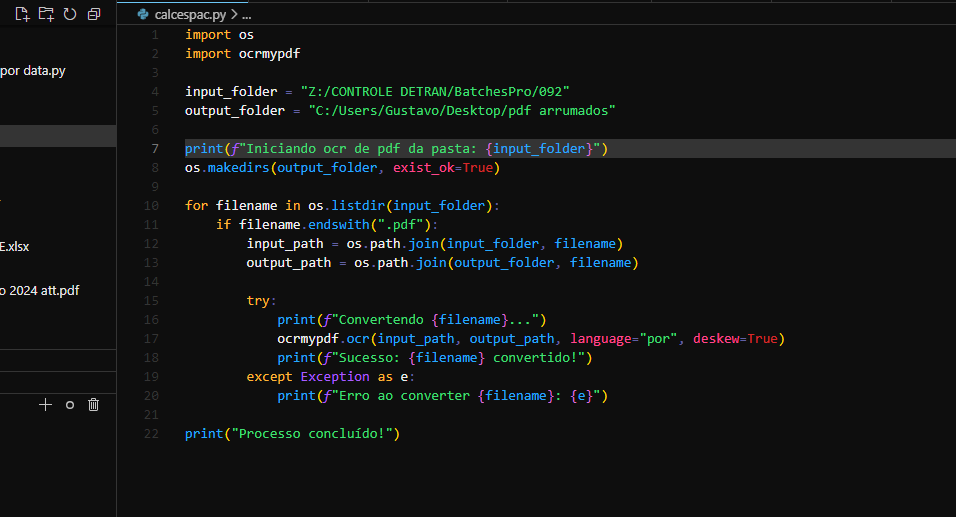 calcespac.py > ...
por data.py
E.xlsx
o 2024 att.pdf
1 import os
2 import ocrmypdf
3
4 input_folder = "Z:/CONTROLE DETRAN/BatchesPro/092"
5 output_folder = "C:/Users/Gustavo/Desktop/pdf arrumados"
6
7 print(f"Iniciando ocr de pdf da pasta: {input_folder}")
8 os.makedirs(output_folder, exist_ok=True)
9
10 for filename in os.listdir(input_folder):
11     if filename.endswith(".pdf"):
12         input_path = os.path.join(input_folder, filename)
13         output_path = os.path.join(output_folder, filename)
14
15         try:
16             print(f"Convertendo {filename}...")
17             ocrmypdf.ocr(input_path, output_path, language="por", deskew=True)
18             print(f"Sucesso: {filename} convertido!")
19         except Exception as e:
20             print(f"Erro ao converter {filename}: {e}")
21
22 print("Processo concluído!")